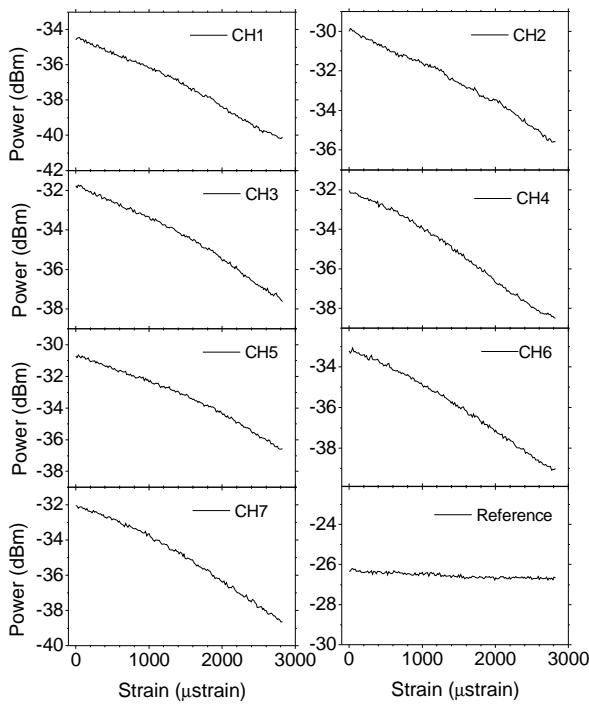 Power (dBm)
-34
-36
-38
-40
-42
CH1
-30
-32
-34
-36
CH2
Power (dBm)
-32
-34
-36
-38
CH3
-32
-34
-36
-38
CH4
Power (dBm)
-30
-32
-34
-36
-38
CH5
-34
-36
-38
CH6
Power (dBm)
-32
-34
-36
-38
-40
CH7
-24
-26
-28
-30
Reference
0 1000 2000 3000
0 1000 2000 3000
Strain (μstrain)
Strain (μstrain)